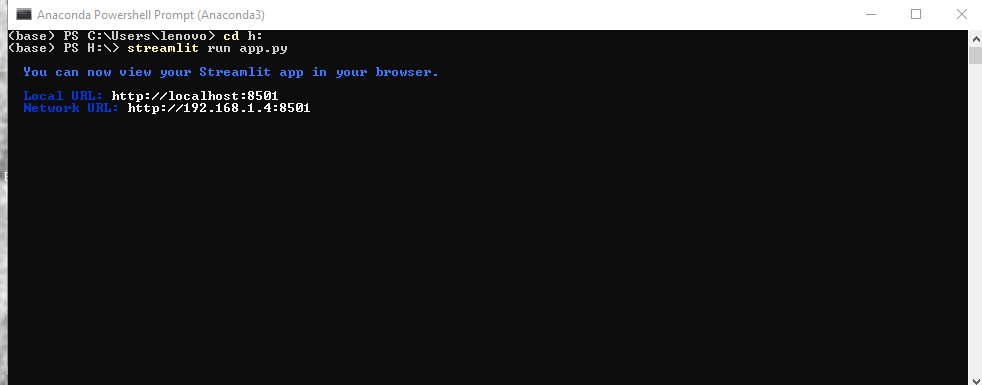 Anaconda Powershell Prompt (Anaconda3)
(base) PS C:\Users\lenovo> cd h:
(base) PS H:\> streamlit run app.py
You can now view your Streamlit app in your browser.
Local URL: http://localhost:8501
Network URL: http://192.168.1.4:8501